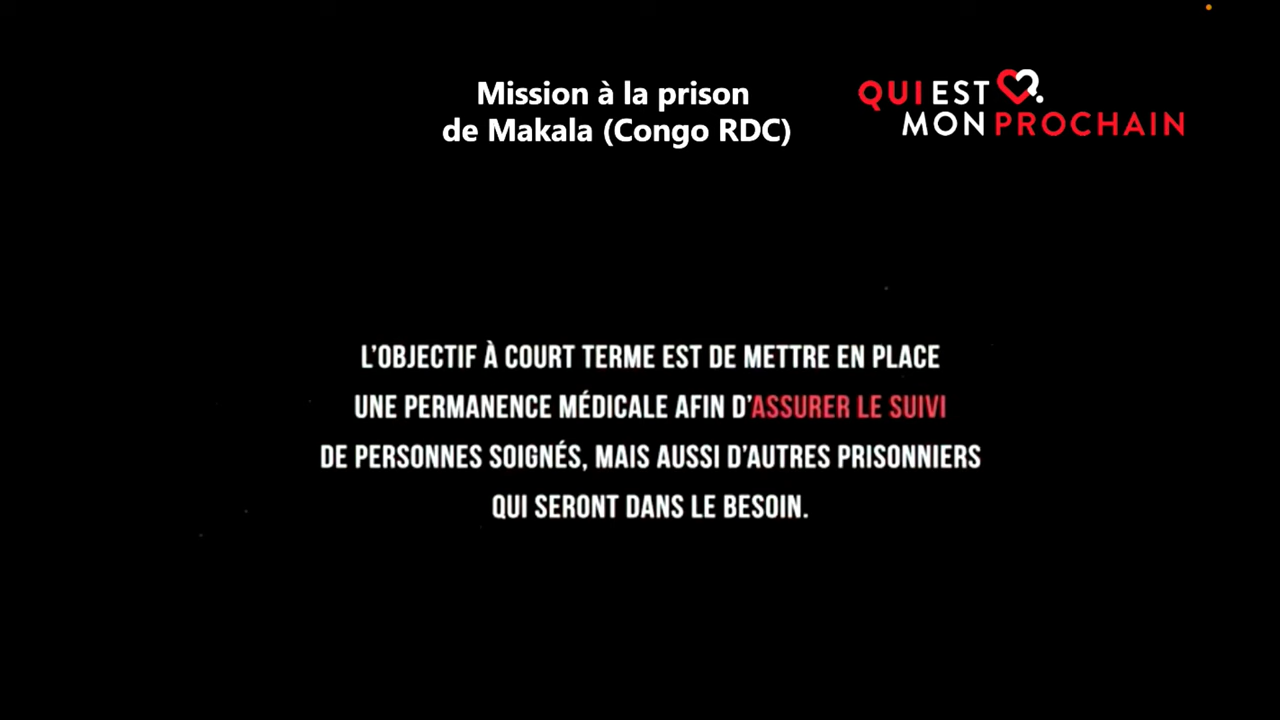 Mission à la prison
de Makala (Congo RDC)
QUI EST
MON PROCHAIN
L'OBJECTIF À COURT TERME EST DE METTRE EN PLACE
UNE PERMANENCE MÉDICALE AFIN D'ASSURER LE SUIVI
DE PERSONNES SOIGNÉS, MAIS AUSSI D'AUTRES PRISONNIERS
QUI SERONT DANS LE BESOIN.